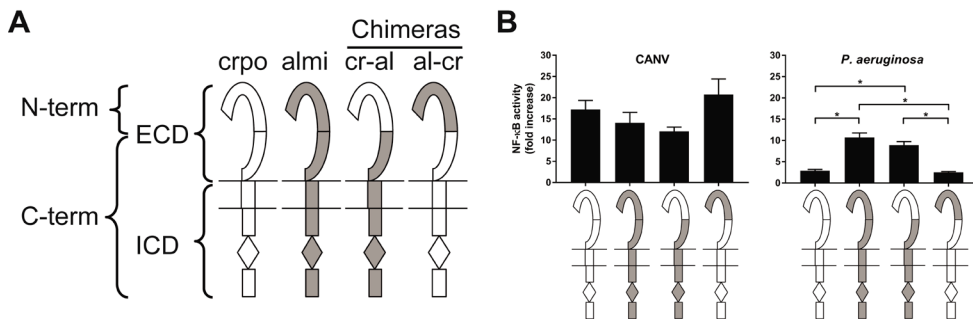 A
Chimeras
crpo almi cr-al al-cr
N-term
ECD
C-term
ICD
B
CANV
NF-κB activity
(fold increase)
30
25
20
15
10
5
0
P. aeruginosa
30
25
20
15
10
5
0
*
*
* *